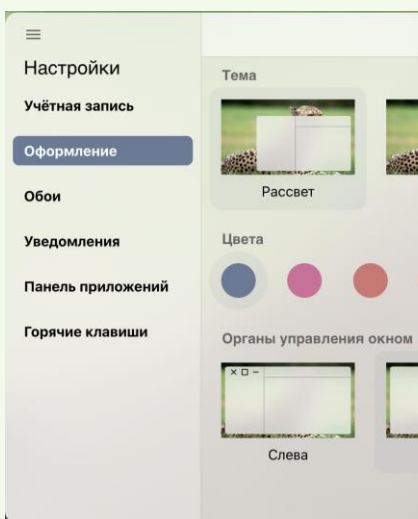 Настройки
Учётная запись
Оформление
Обои
Уведомления
Панель приложений
Горячие клавиши
Тема
Рассвет
Цвета
Органы управления окном
Слева